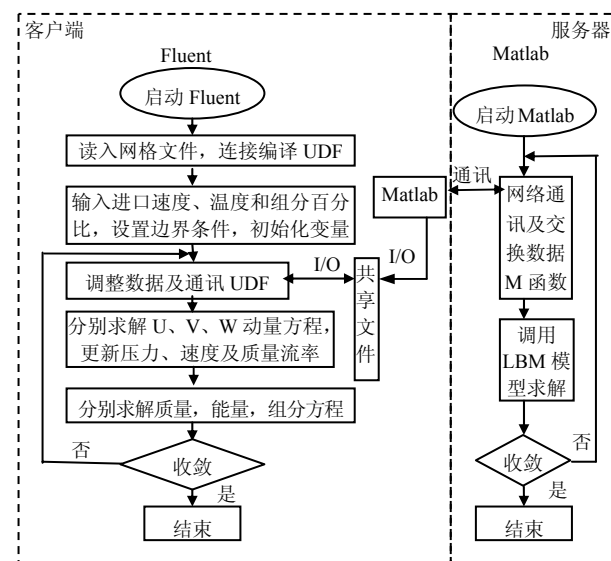 客户端
服务器
Fluent
Matlab
启动 Fluent
读入网格文件，连接编译 UDF
输入进口速度、温度和组分百分
比，设置边界条件，初始化变量
调整数据及通讯 UDF
分别求解 U、V、W 动量方程，
更新压力、速度及质量流率
分别求解质量，能量，组分方程
否
收敛
是
结束
I/O
共
享
文
件
I/O
Matlab
通讯
启动 Matlab
网络通
讯及交
换数据
M 函数
调用
LBM 模
型求解
否
收敛
是
结束